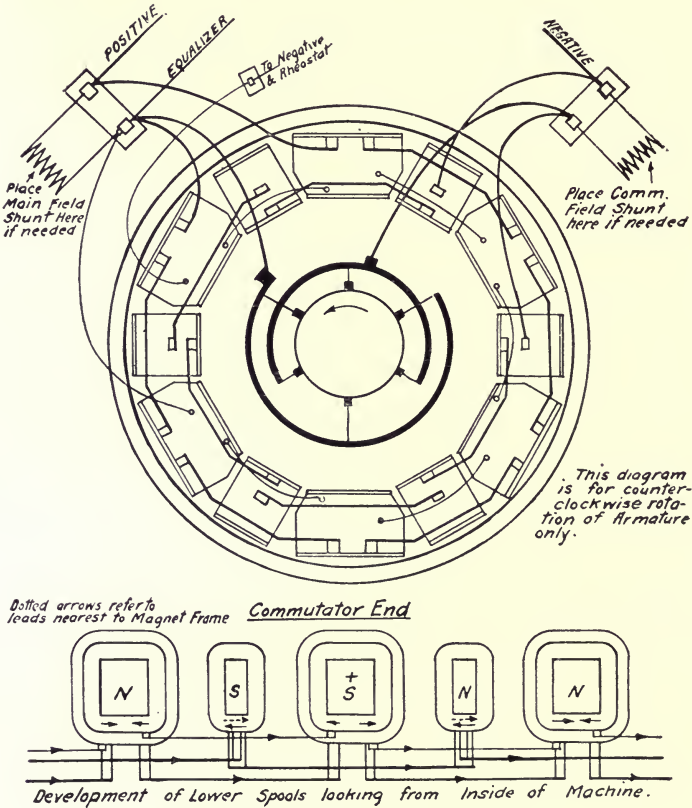 POSITIVE.
EQUALIZER
To Negative
& Rheostat
NEGATIVE
Place
Main Field
Shunt Here
if needed
Place Comm.
Field Shunt
here if needed
This diagram
is for counter-
clockwise rota-
tion of Armature
only.
Dotted arrows refer to
leads nearest to Magnet Frame
Commutator End
N
S
+
S
N
N
Development of Lower Spools looking from Inside of Machine.